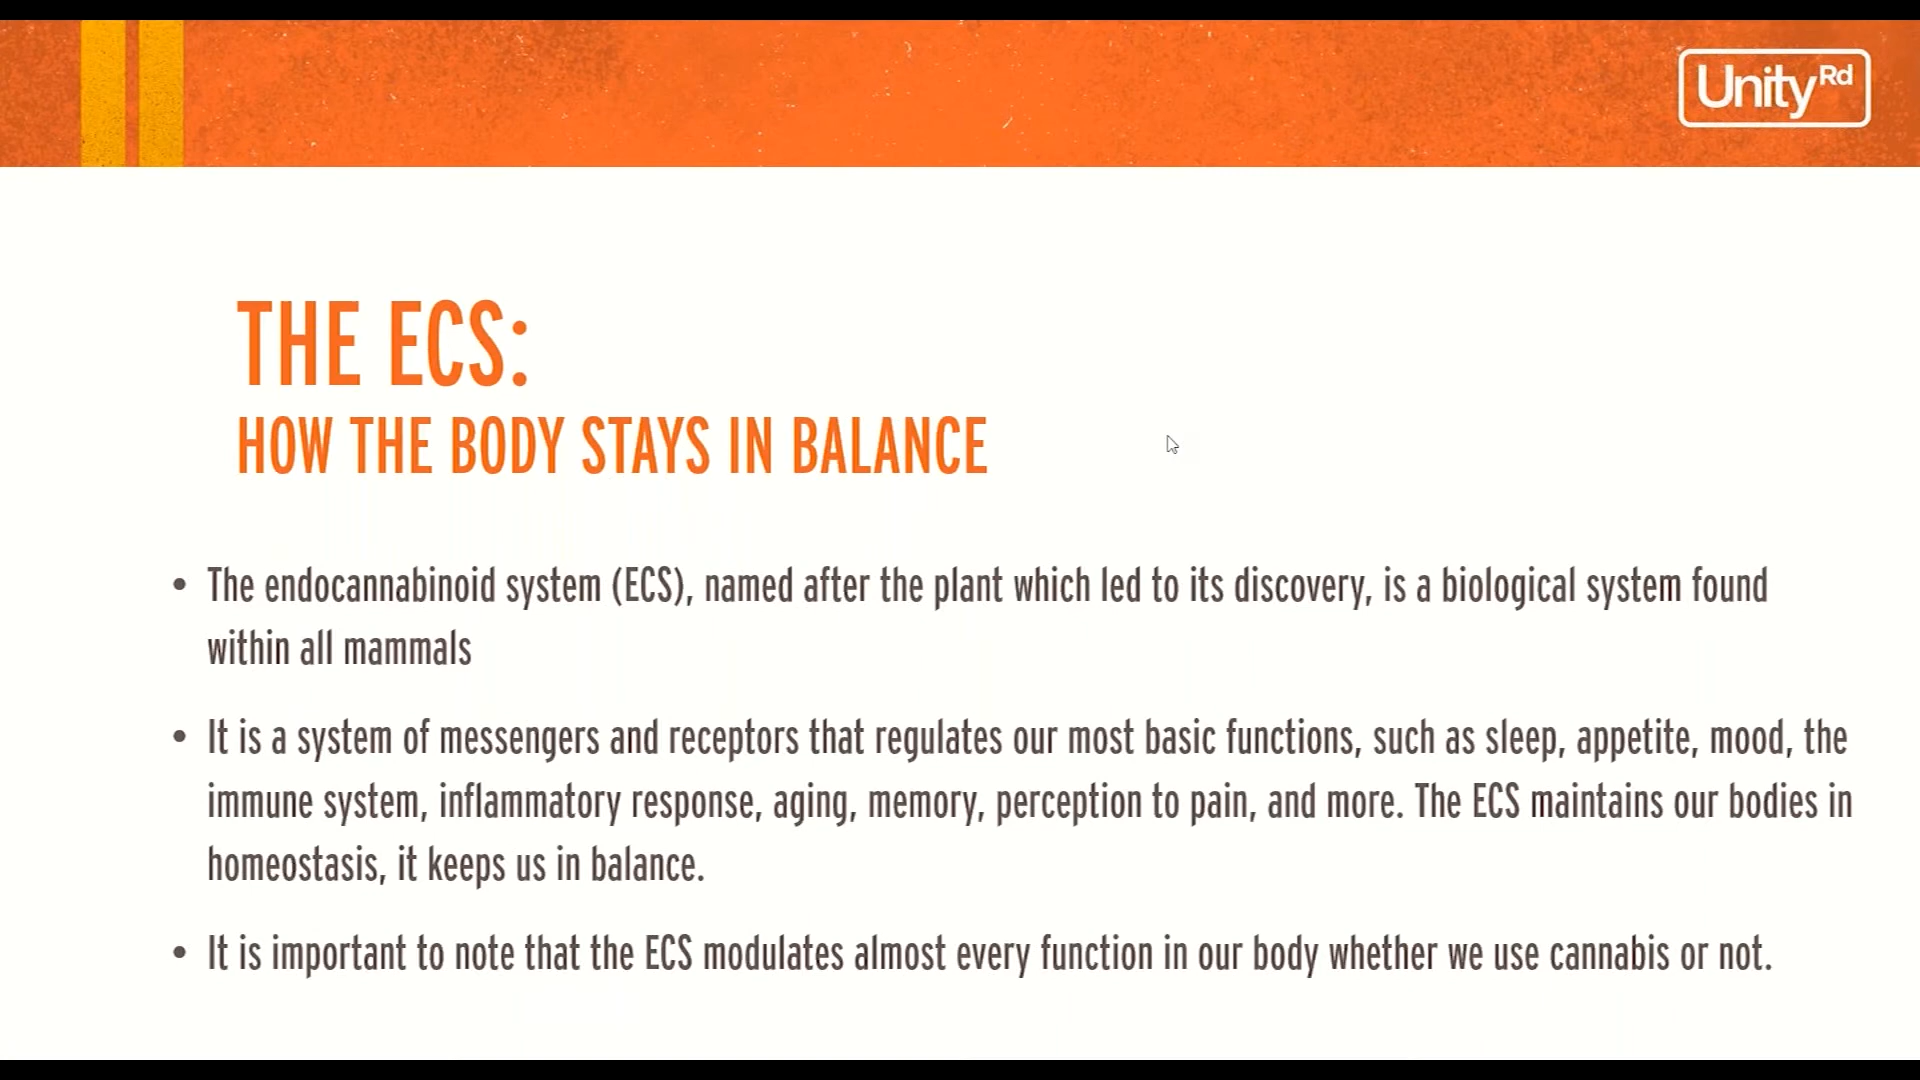 Unity Rd
THE ECS:
HOW THE BODY STAYS IN BALANCE
• The endocannabinoid system (ECS), named after the plant which led to its discovery, is a biological system found
within all mammals
• It is a system of messengers and receptors that regulates our most basic functions, such as sleep, appetite, mood, the
immune system, inflammatory response, aging, memory, perception to pain, and more. The ECS maintains our bodies in
homeostasis, it keeps us in balance.
• It is important to note that the ECS modulates almost every function in our body whether we use cannabis or not.